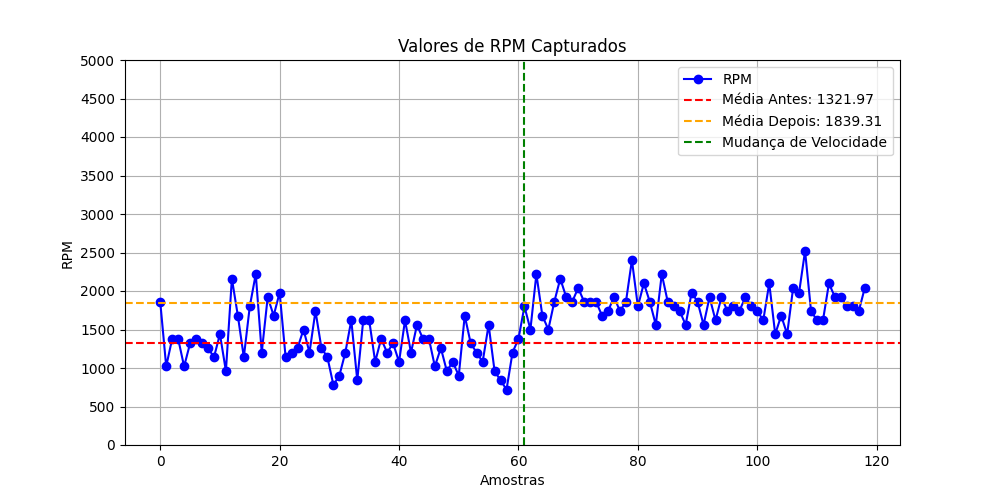 Valores de RPM Capturados
RPM
Média Antes: 1321.97
Média Depois: 1839.31
Mudança de Velocidade
5000
4500
4000
3500
3000
2500
2000
1500
1000
500
0
RPM
0 20 40 60 80 100 120
Amostras